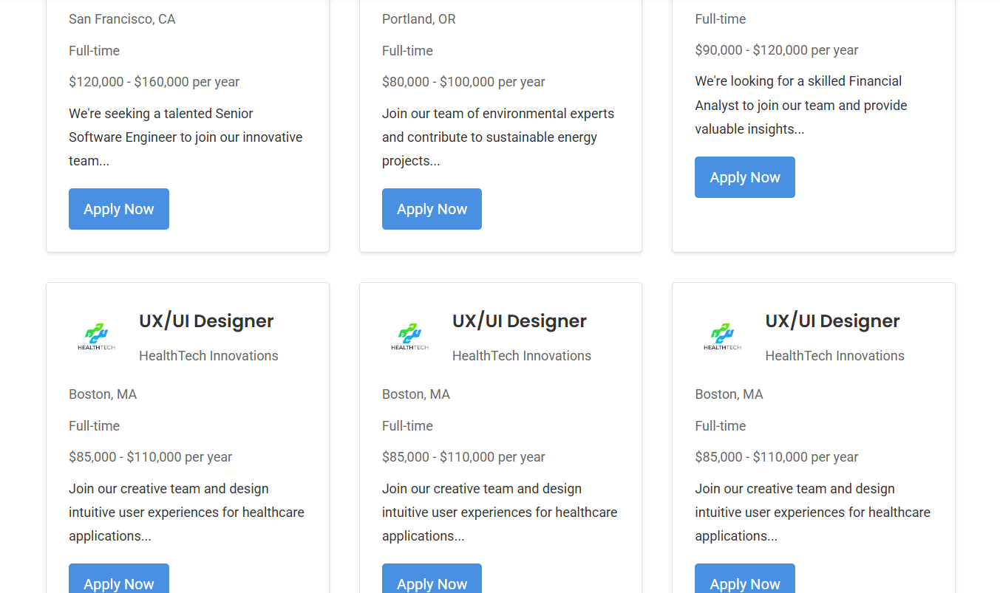 San Francisco, CA
Full-time
$120,000 - $160,000 per year
We're seeking a talented Senior
Software Engineer to join our innovative
team...
Apply Now
Portland, OR
Full-time
$80,000 - $100,000 per year
Join our team of environmental experts
and contribute to sustainable energy
projects...
Apply Now
Full-time
$90,000 - $120,000 per year
We're looking for a skilled Financial
Analyst to join our team and provide
valuable insights...
Apply Now
HEALTHTECH
UX/UI Designer
HealthTech Innovations
Boston, MA
Full-time
$85,000 - $110,000 per year
Join our creative team and design
intuitive user experiences for healthcare
applications...
Apply Now
HEALTHTECH
UX/UI Designer
HealthTech Innovations
Boston, MA
Full-time
$85,000 - $110,000 per year
Join our creative team and design
intuitive user experiences for healthcare
applications...
Apply Now
HEALTHTECH
UX/UI Designer
HealthTech Innovations
Boston, MA
Full-time
$85,000 - $110,000 per year
Join our creative team and design
intuitive user experiences for healthcare
applications...
Apply Now